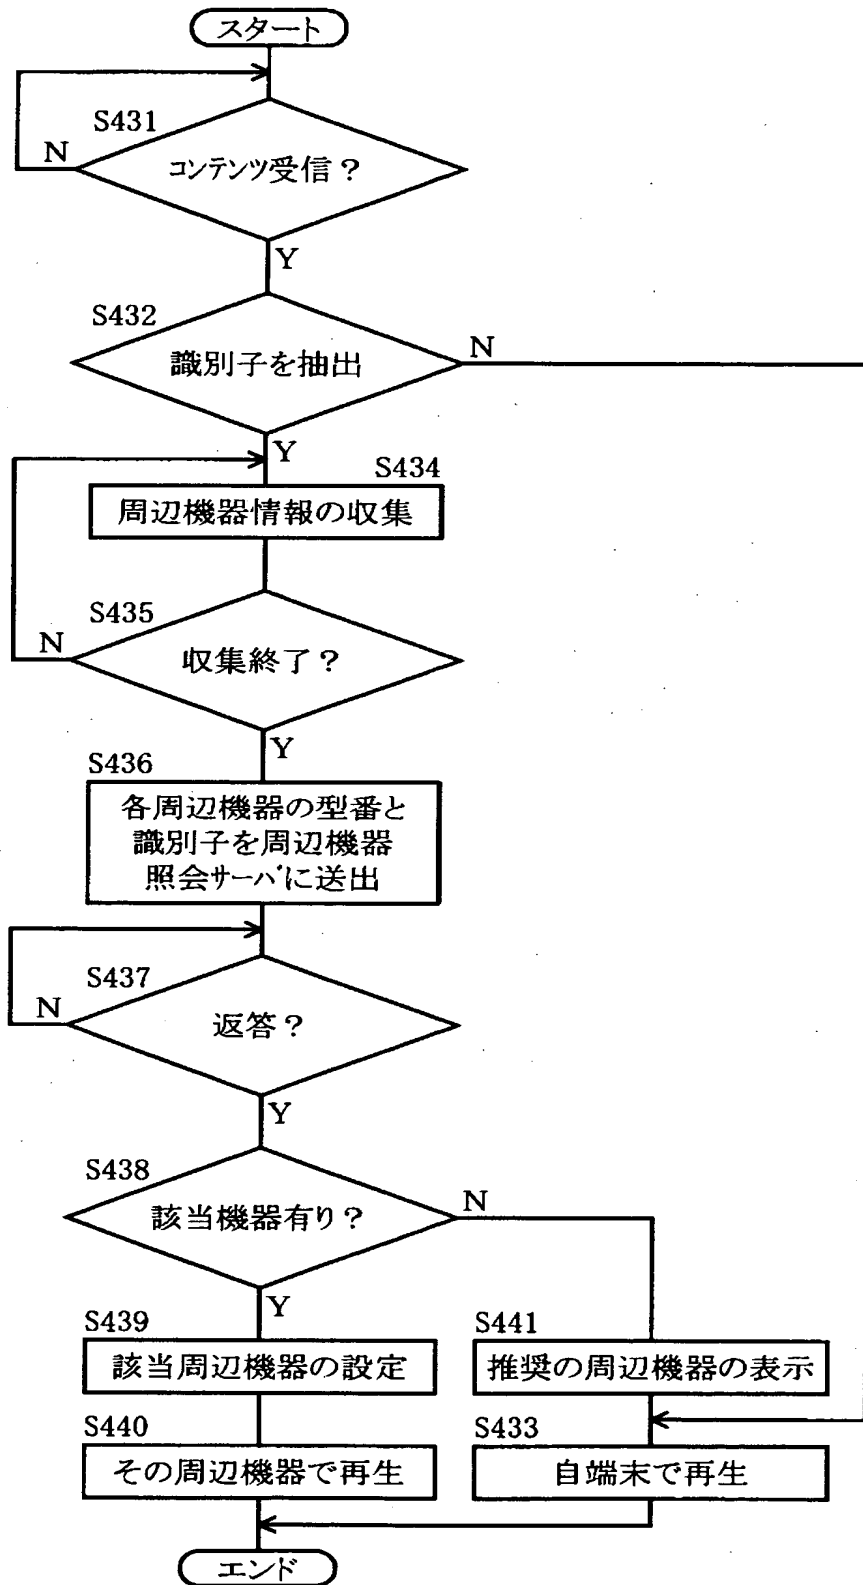 スタート
S431
N
コンテンツ受信?
Y
S432
識別子を抽出
N
Y
S434
周辺機器情報の収集
S435
N
収集終了?
Y
S436
各周辺機器の型番と
識別子を周辺機器
照会サーバに送出
S437
N
返答?
Y
S438
該当機器有り?
N
Y
S439
該当周辺機器の設定
S441
推奨の周辺機器の表示
S440
その周辺機器で再生
S433
自端末で再生
エンド